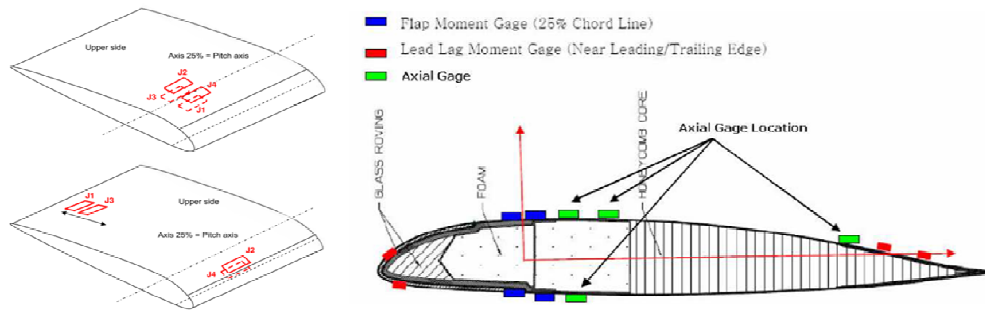 Upper side
Axis 25% = Pitch axis
J2
J4
J3
J1
J1
J3
Upper side
Axis 25% = Pitch axis
J2
J4
Flap Moment Gage (25% Chord Line)
Lead Lag Moment Gage (Near Leading/Trailing Edge)
Axial Gage
Axial Gage Location
GLASS ROVING
FOAM
HONEYCOMB CORE